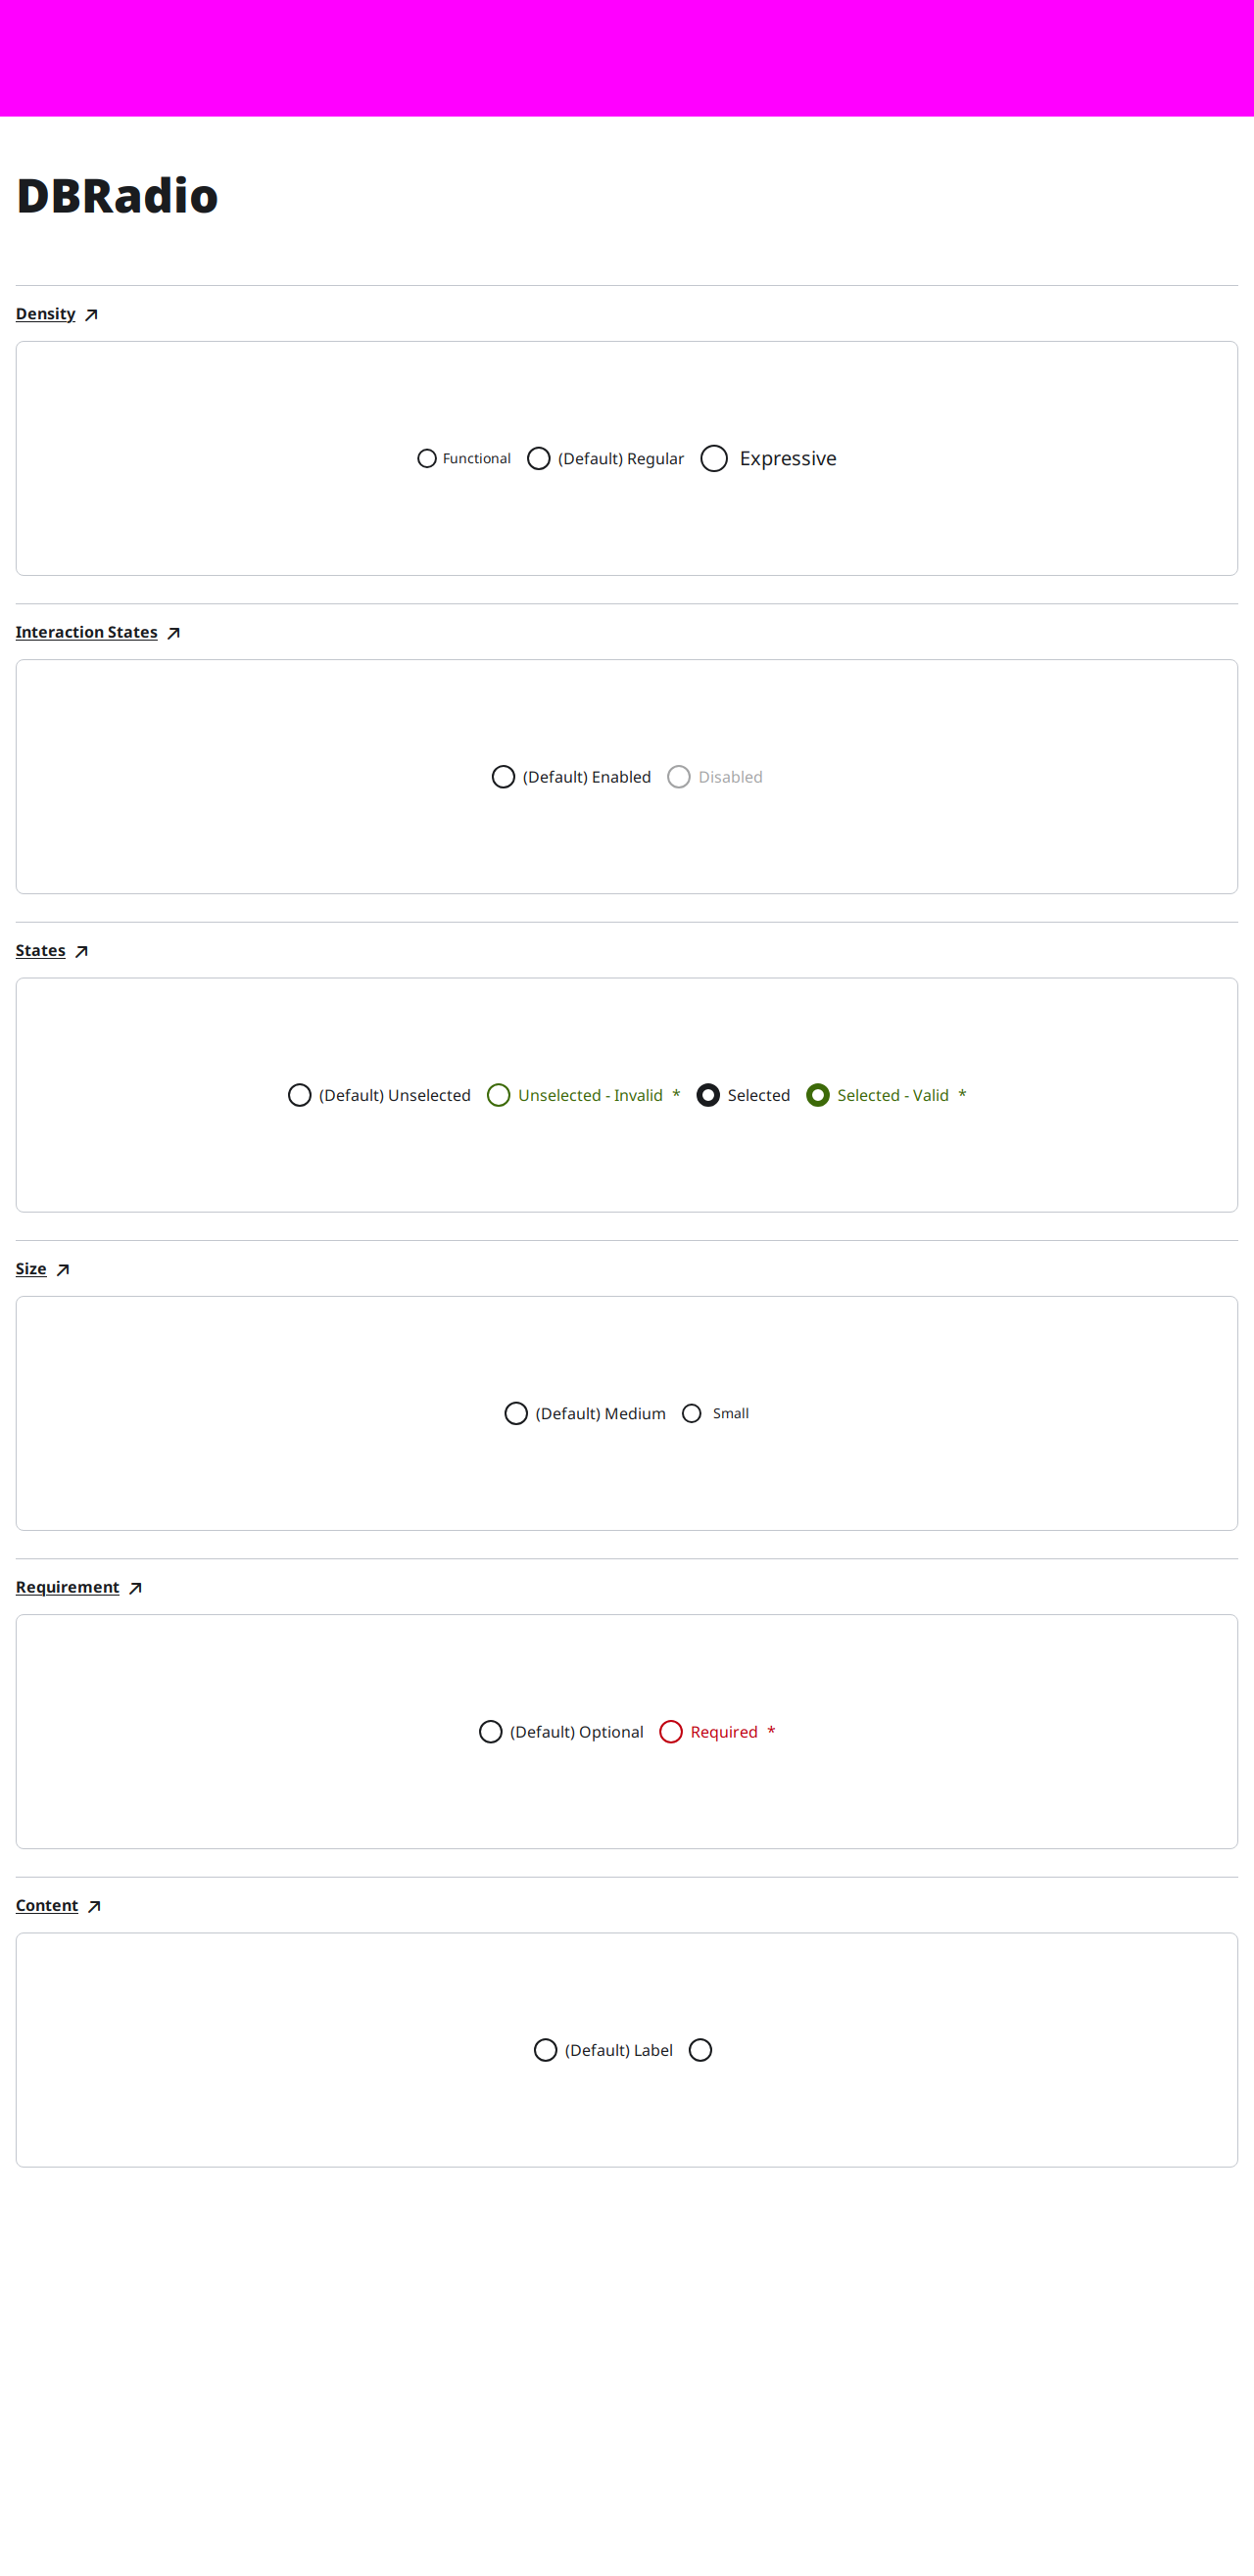 DBRadio
Density
Functional (Default) Regular Expressive
Interaction States
(Default) Enabled Disabled
States
(Default) Unselected Unselected - Invalid * Selected Selected - Valid *
Size
(Default) Medium Small
Requirement
(Default) Optional Required *
Content
(Default) Label